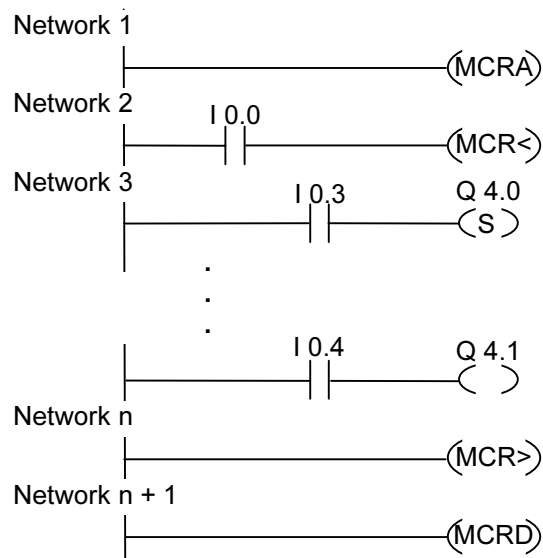 Network 1
(MCRA)
Network 2
I 0.0
(MCR<)
Network 3
I 0.3 Q 4.0
(S)
.
.
.
I 0.4 Q 4.1
( )
Network n
(MCR>)
Network n + 1
(MCRD)